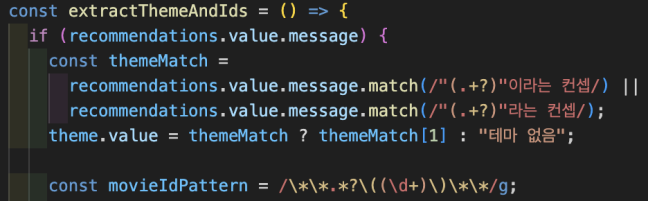 const extractThemeAndIds = () => {
if (recommendations.value.message) {
const themeMatch =
recommendations.value.message.match(/"(.+?)"이라는 컨셉/) ||
recommendations.value.message.match(/"(.+?)"라는 컨셉/);
theme.value = themeMatch ? themeMatch[1] : "테마 없음";
const movieIdPattern = /\*\*.*?\((\d+)\)\*\*/g;